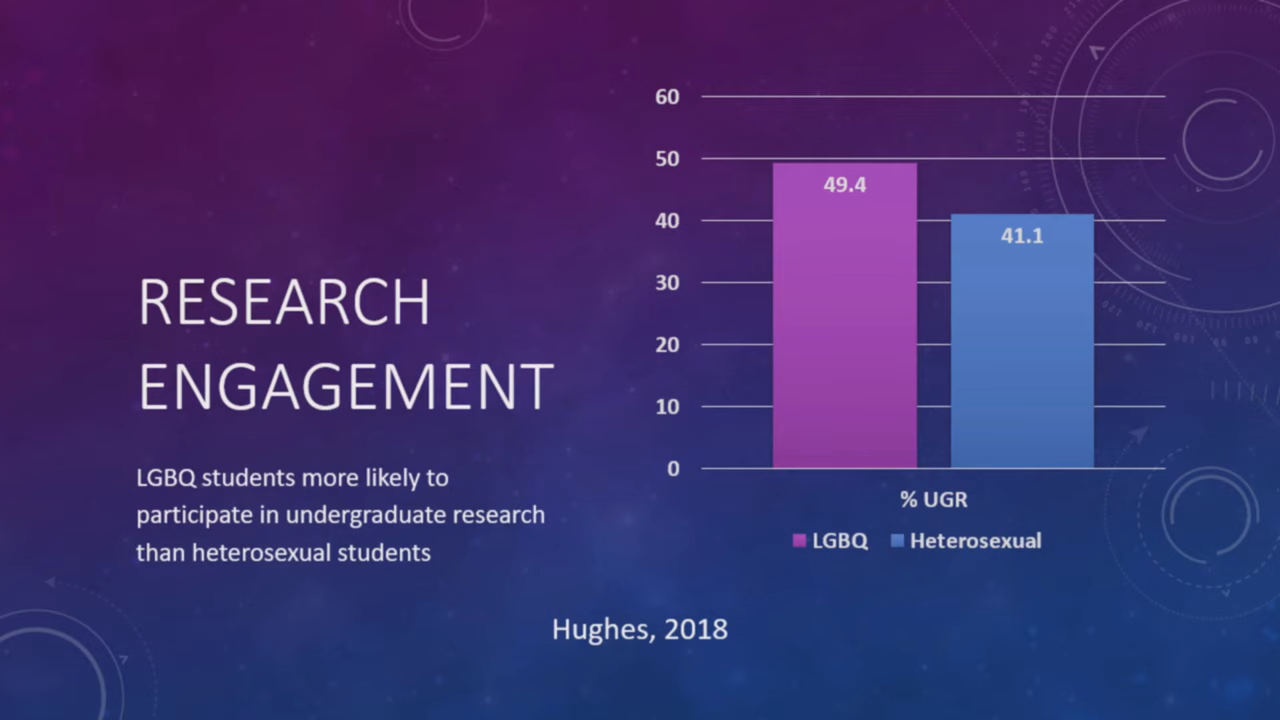 RESEARCH
ENGAGEMENT
LGBQ students more likely to
participate in undergraduate research
than heterosexual students
60
50
40
30
20
10
0
49.4
41.1
% UGR
LGBQ Heterosexual
Hughes, 2018